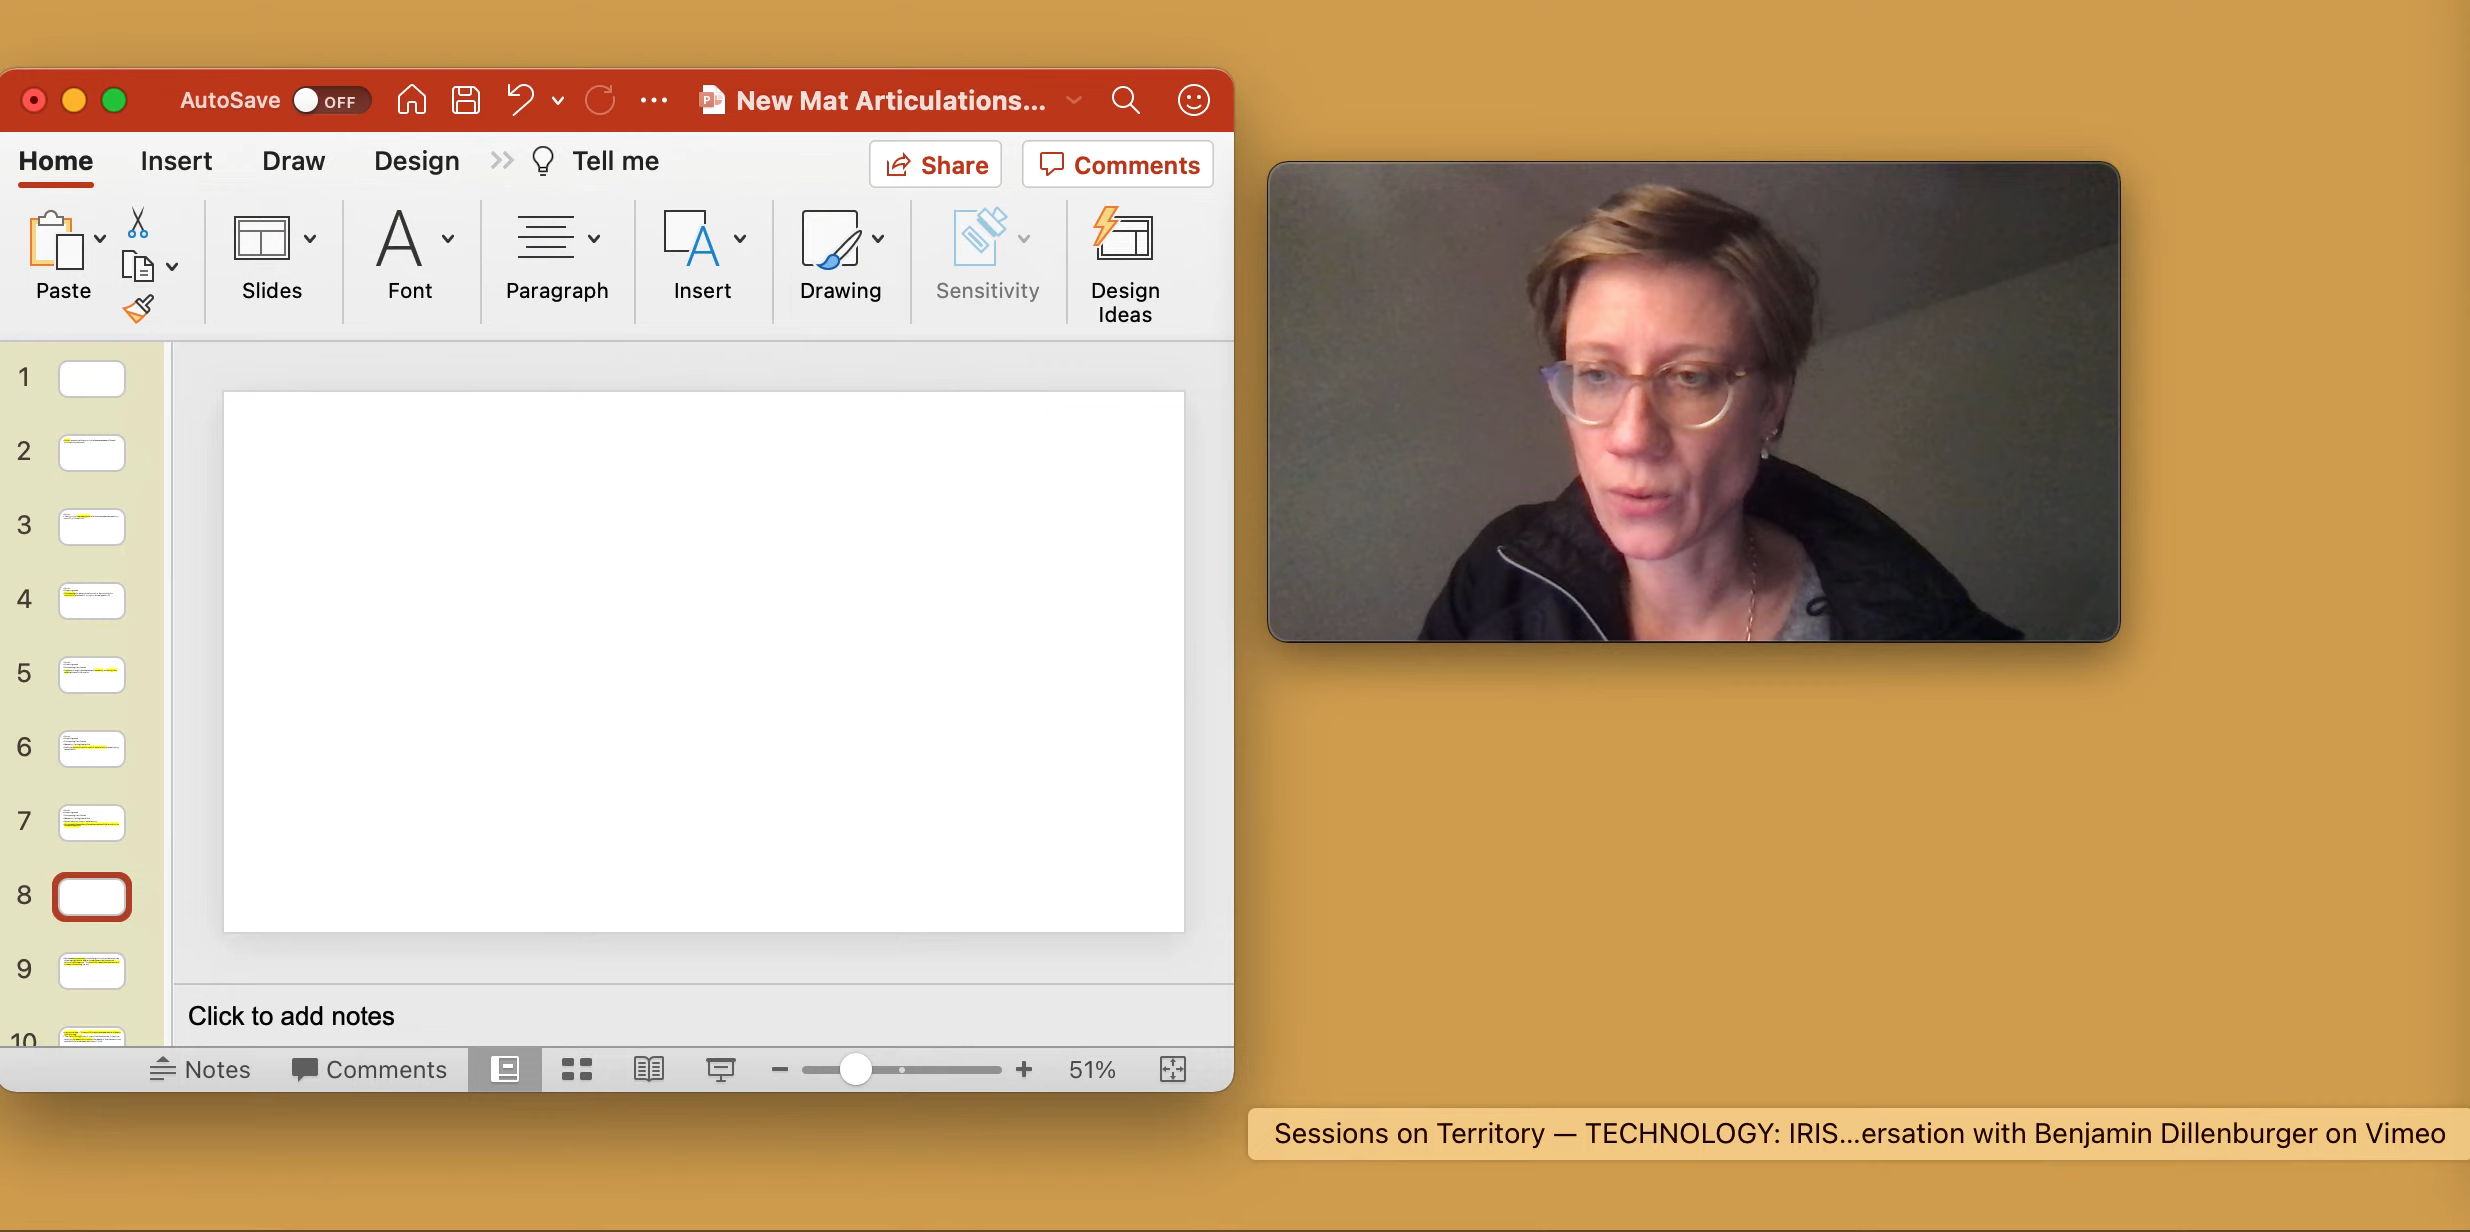 AutoSave OFF New Mat Articulations...
Home Insert Draw Design Tell me Share Comments
Paste Slides Font Paragraph Insert Drawing Sensitivity Design Ideas
1
2
3
4
5
6
7
8
9
10
Click to add notes
Notes Comments 51%
Sessions on Territory — TECHNOLOGY: IRIS...ersation with Benjamin Dillenburger on Vimeo